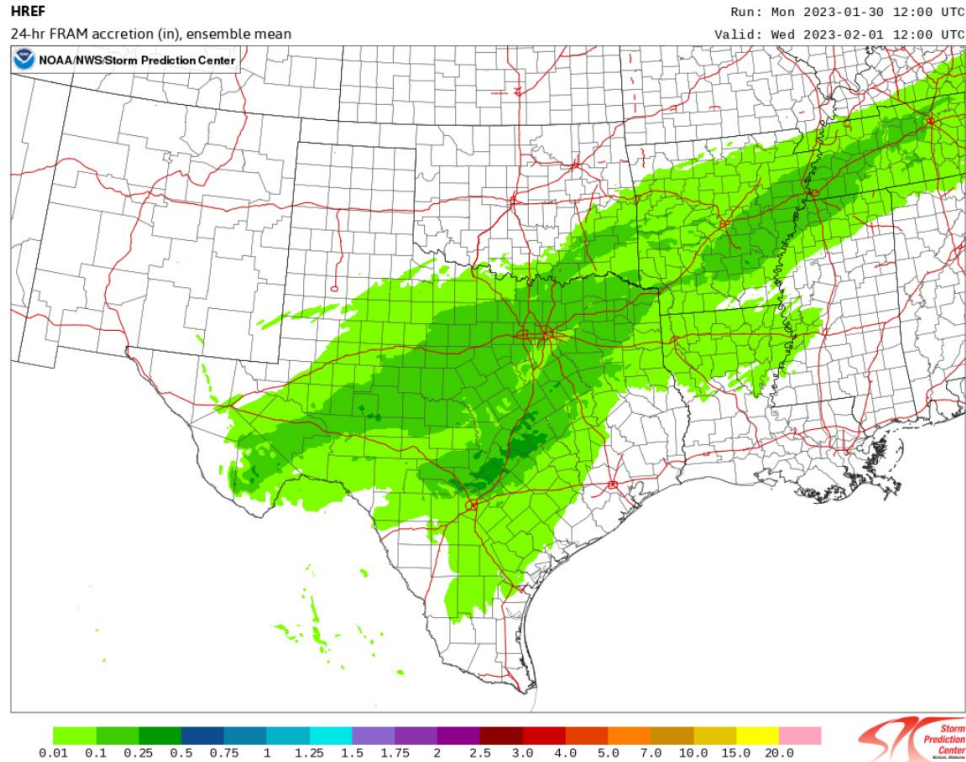 HREF
Run: Mon 2023-01-30 12:00 UTC
24-hr FRAM accretion (in), ensemble mean
Valid: Wed 2023-02-01 12:00 UTC
NOAA/NWS/Storm Prediction Center
0.01 0.1 0.25 0.5 0.75 1 1.25 1.5 1.75 2 2.5 3.0 4.0 5.0 7.0 10.0 15.0 20.0
Storm
Prediction
Center
Norman, Oklahoma